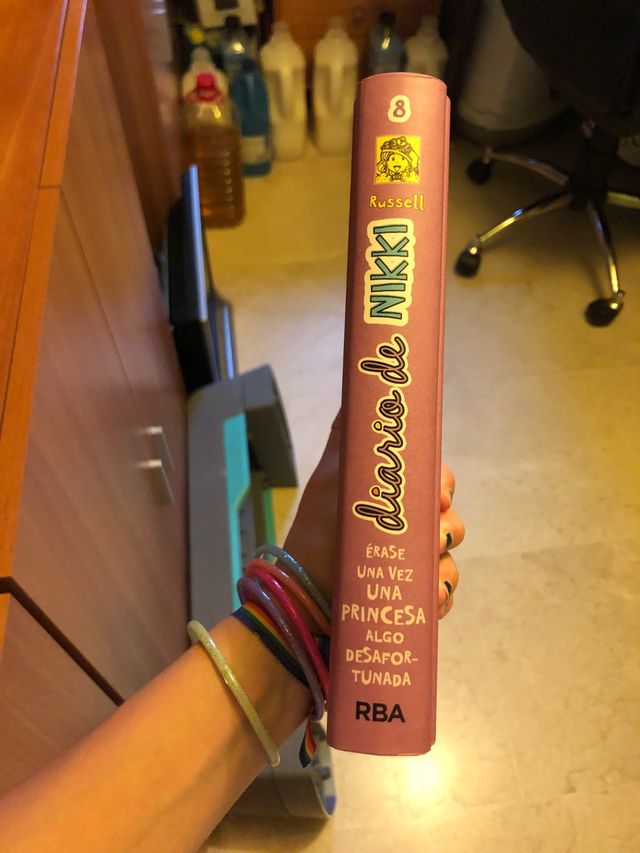 8
Russell
diario de NIKKI
ÉRASE
UNA VEZ
UNA
PRINCESA
ALGO
DESAFOR-
TUNADA
RBA